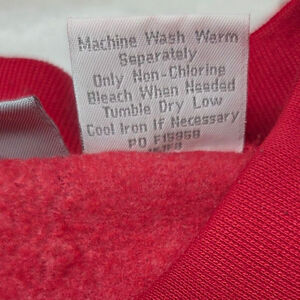 Machine Wash Warm
Separately
Only Non-Chloring
Bleach When Needed
Tumble Dry Low
Cool Iron If Necessary
PO F15958